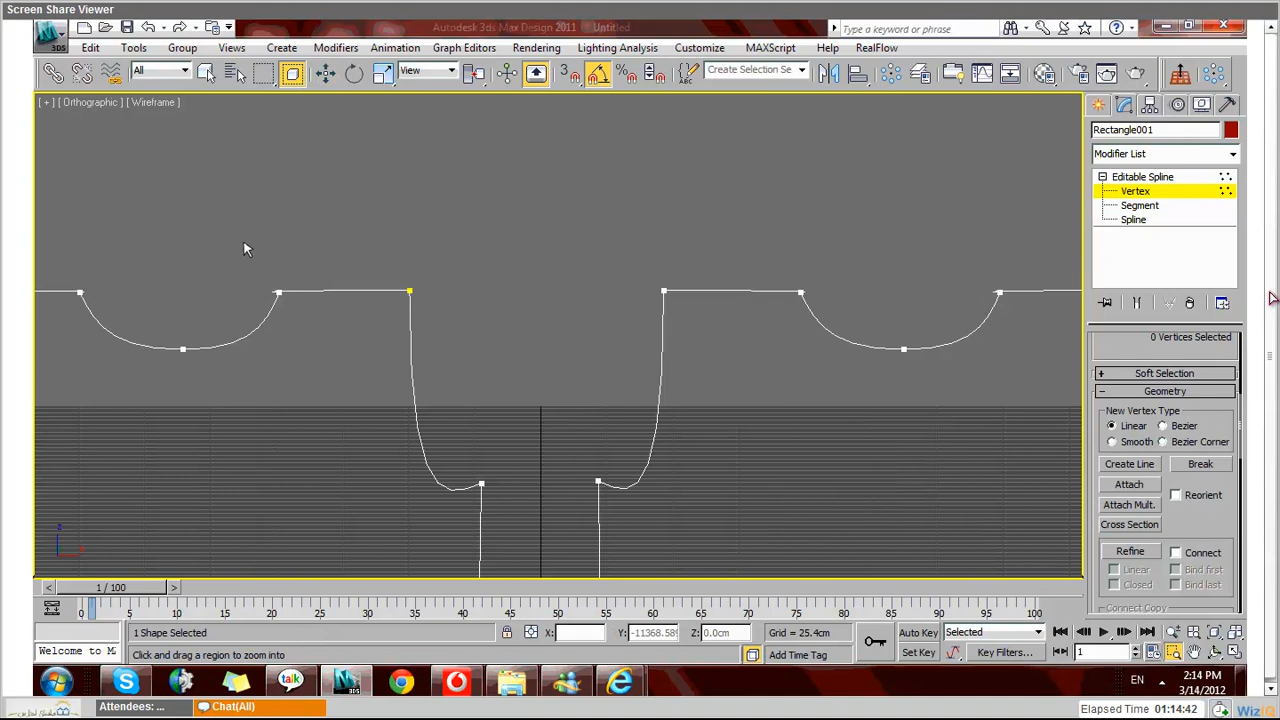 Screen Share Viewer
Autodesk 3ds Max Design 2011 Untitled
Type a keyword or phrase
3DS
Edit Tools Group Views Create Modifiers Animation Graph Editors Rendering Lighting Analysis Customize MAXScript Help RealFlow
All View 3 Create Selection Se
[ + ] [ Orthographic ] [ Wireframe ]
Rectangle001
Modifier List
Editable Spline
Vertex
Segment
Spline
0 Vertices Selected
+ Soft Selection
- Geometry
New Vertex Type
Linear Bezier
Smooth Bezier Corner
Create Line Break
Attach Reorient
Attach Mult.
Cross Section
Refine Connect
Linear Bind first
Closed Bind last
Connect Copy
z
x
< 1 / 100 >
0 5 10 15 20 25 30 35 40 45 50 55 60 65 70 75 80 85 90 95 100
1 Shape Selected X: Y: -11368.589 Z: 0.0cm Grid = 25.4cm Auto Key Selected
Welcome to M Click and drag a region to zoom into Add Time Tag Set Key Key Filters... 1
talk EN 2:14 PM
3/14/2012
Attendees: ... Chat(All) Elapsed Time 01:14:42 WizIQ